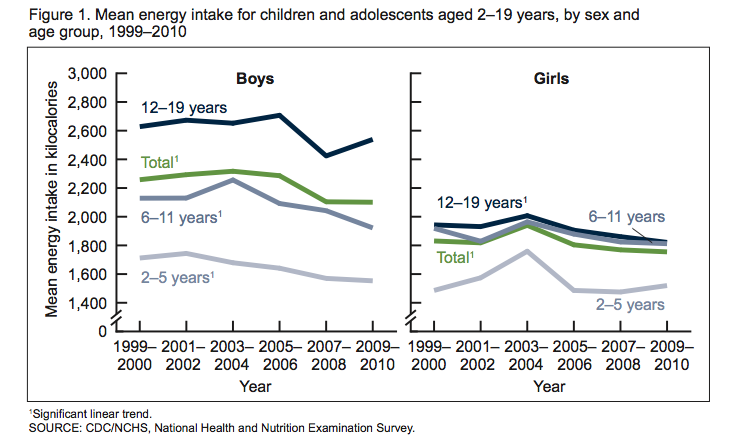 Figure 1. Mean energy intake for children and adolescents aged 2–19 years, by sex and
age group, 1999–2010
Mean energy intake in kilocalories
3,000
2,800
2,600
2,400
2,200
2,000
1,800
1,600
1,400
0
Boys
12–19 years
Total¹
6–11 years¹
2–5 years¹
1999– 2001– 2003– 2005– 2007– 2009–
2000 2002 2004 2006 2008 2010
Year
Girls
12–19 years¹
6–11 years
Total¹
2–5 years
1999– 2001– 2003– 2005– 2007– 2009–
2000 2002 2004 2006 2008 2010
Year
¹Significant linear trend.
SOURCE: CDC/NCHS, National Health and Nutrition Examination Survey.